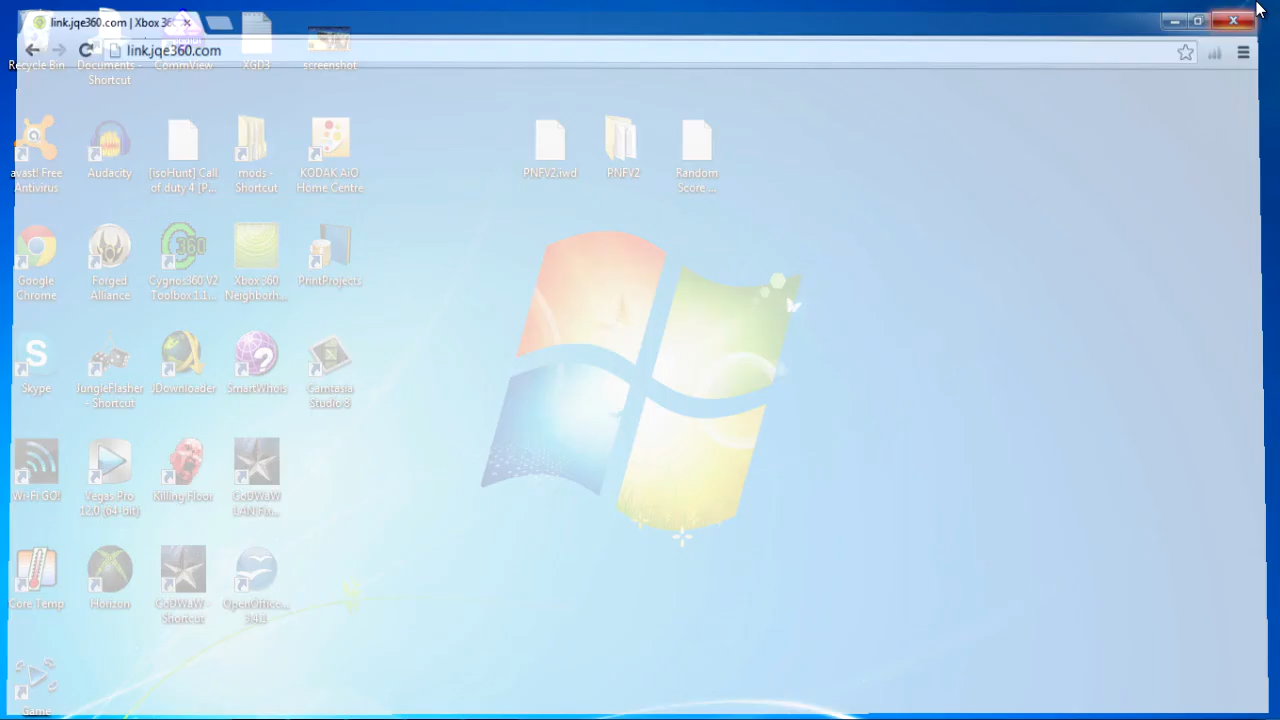 link.jqe360.com | Xbox 36
link.jqe360.com
Recycle Bin
Documents -
Shortcut
CommView
XGD3
screenshot
avast! Free
Antivirus
Audacity
[isoHunt] Call
of duty 4 [P...
mods -
Shortcut
KODAK AiO
Home Centre
PNFV2.iwd
PNFV2
Random
Score ...
Google
Chrome
Forged
Alliance
Cygnos360 V2
Toolbox 1.1...
360
Xbox 360
Neighborh...
PrintProjects
Skype
JungleFlasher
- Shortcut
JDownloader
SmartWhois
Camtasia
Studio 8
Wi-Fi GO!
Vegas Pro
12.0 (64-bit)
Killing Floor
CoDWaW
LAN Fix...
Core Temp
Horizon
CoDWaW -
Shortcut
OpenOffice....
3.4.1
Game